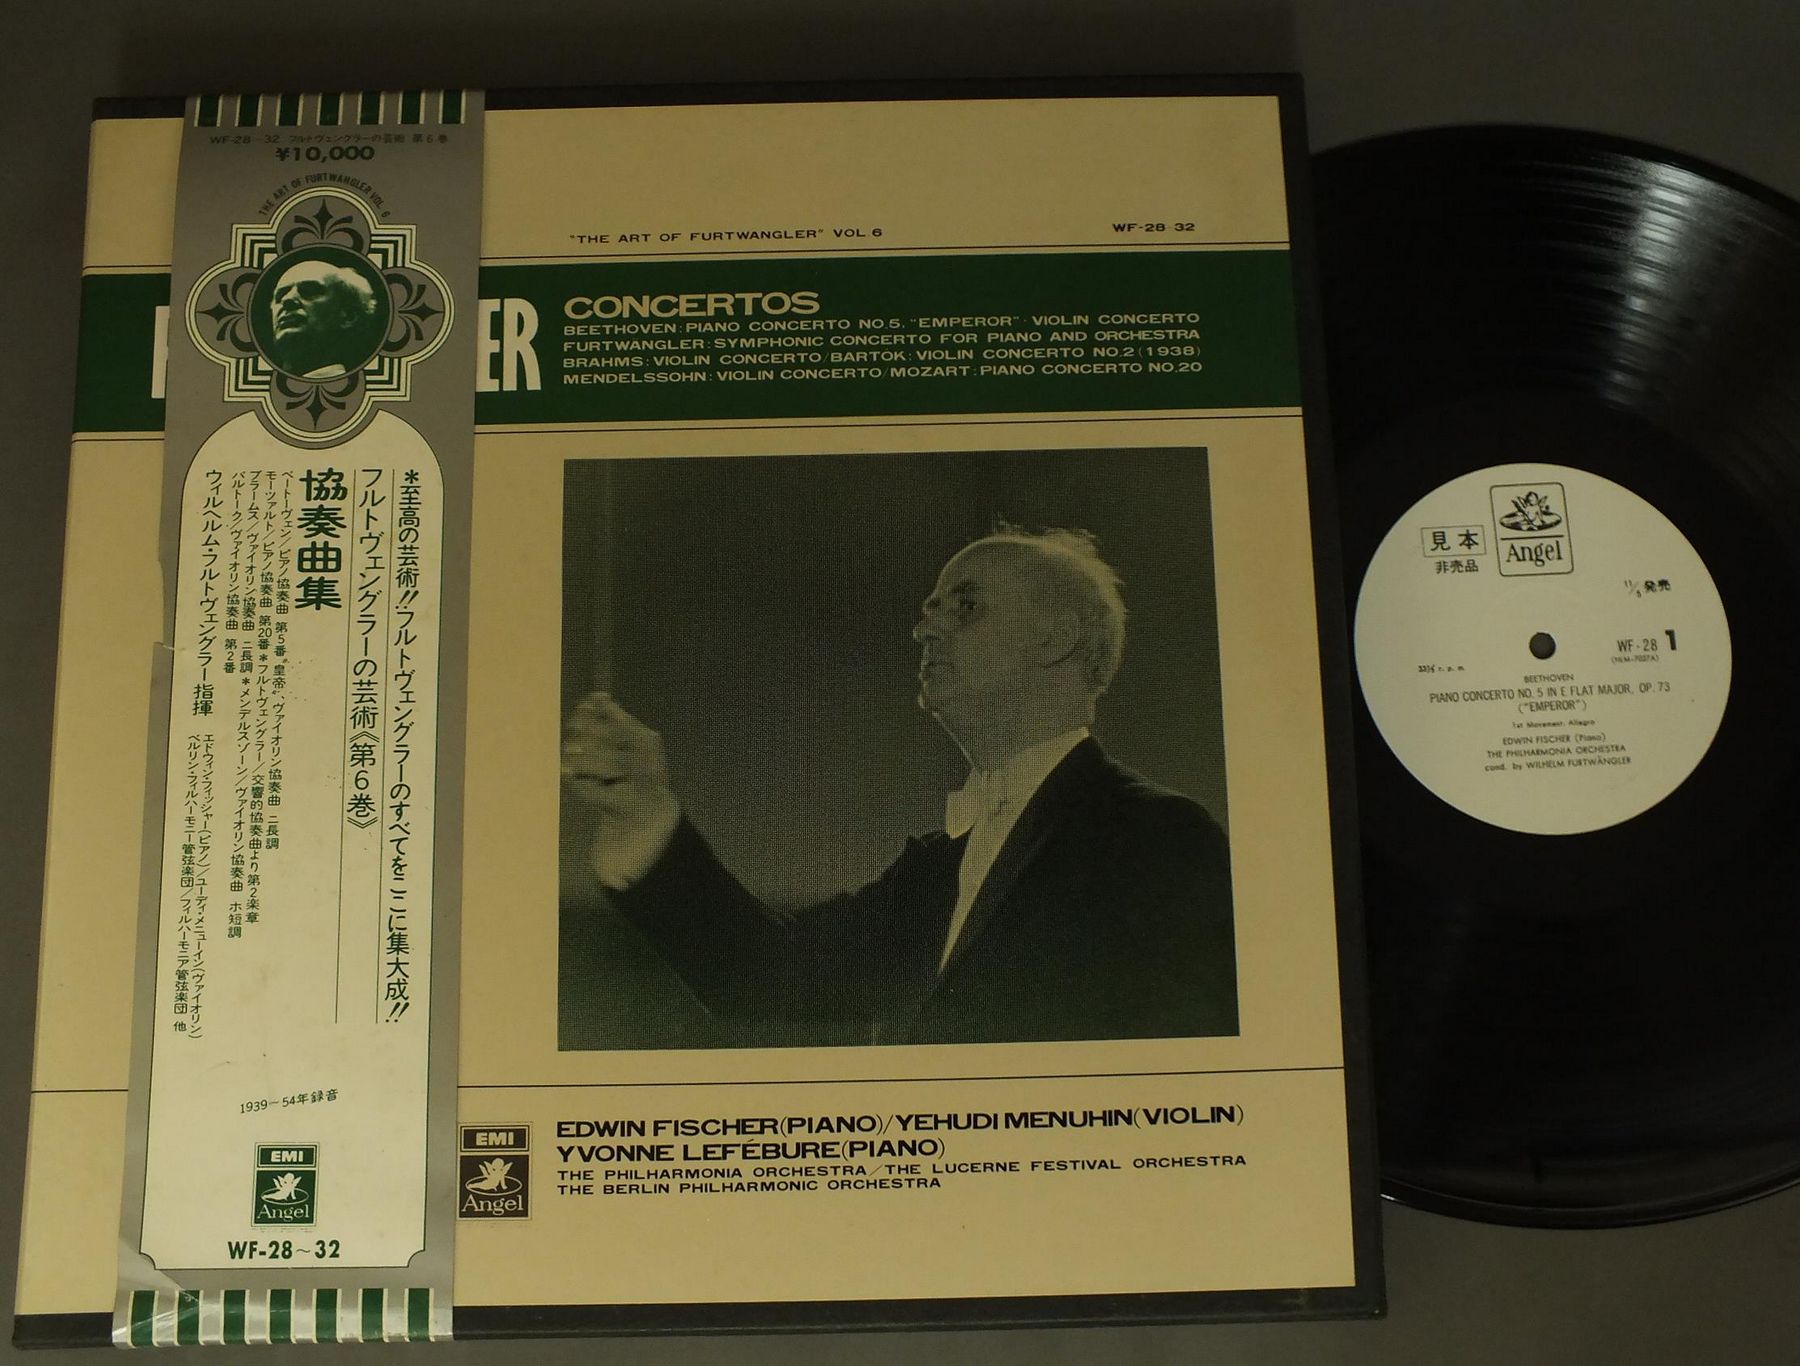 WF-28~32 フルトヴェングラーの芸術 第6巻
¥10,000
THE ART OF FURTWANGLER VOL. 6
*至高の芸術!!フルトヴェングラーのすべてをここに集大成!!
フルトヴェングラーの芸術《第6巻》
協奏曲集
ベートーヴェン/ピアノ協奏曲 第5番“皇帝”、ヴァイオリン協奏曲 ニ長調
モーツァルト/ピアノ協奏曲 第20番*フルトヴェングラー/交響的協奏曲より第2楽章
ブラームス/ヴァイオリン協奏曲 ニ長調*メンデルスゾーン/ヴァイオリン協奏曲 ホ短調
バルトーク/ヴァイオリン協奏曲 第2番
ウィルヘルム・フルトヴェングラー指揮
エドウィン・フィッシャー(ピアノ)/ユーディ・メニューイン(ヴァイオリン)
ベルリン・フィルハーモニー管弦楽団/フィルハーモニア管弦楽団 他
1939-54年録音
EMI
Angel
WF-28~32
"THE ART OF FURTWANGLER" VOL.6
WF-28-32
ER
CONCERTOS
BEETHOVEN:PIANO CONCERTO NO.5, "EMPEROR"·VIOLIN CONCERTO
FURTWÄNGLER:SYMPHONIC CONCERTO FOR PIANO AND ORCHESTRA
BRAHMS:VIOLIN CONCERTO/BARTÓK:VIOLIN CONCERTO NO.2(1938)
MENDELSSOHN:VIOLIN CONCERTO/MOZART:PIANO CONCERTO NO.20
EMI
Angel
EDWIN FISCHER(PIANO)/YEHUDI MENUHIN(VIOLIN)
YVONNE LEFÉBURE(PIANO)
THE PHILHARMONIA ORCHESTRA/THE LUCERNE FESTIVAL ORCHESTRA
THE BERLIN PHILHARMONIC ORCHESTRA
見本
非売品
Angel
11/5 発売
WF-28 1
(HLM-7027A)
33⅓ r. p. m.
BEETHOVEN
PIANO CONCERTO NO. 5 IN E FLAT MAJOR, OP. 73
("EMPEROR")
1st Movement: Allegro
EDWIN FISCHER (Piano)
THE PHILHARMONIA ORCHESTRA
cond. by WILHELM FURTWÄNGLER